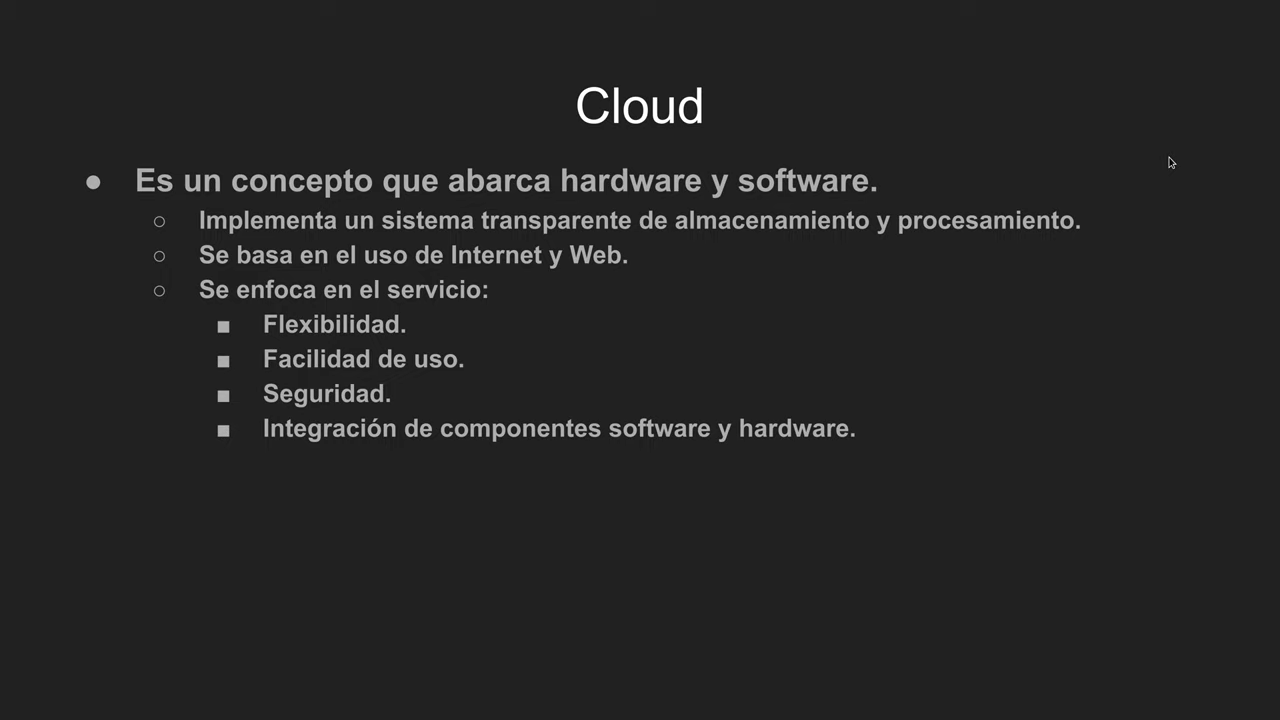 Cloud
● Es un concepto que abarca hardware y software.
○ Implementa un sistema transparente de almacenamiento y procesamiento.
○ Se basa en el uso de Internet y Web.
○ Se enfoca en el servicio:
■ Flexibilidad.
■ Facilidad de uso.
■ Seguridad.
■ Integración de componentes software y hardware.